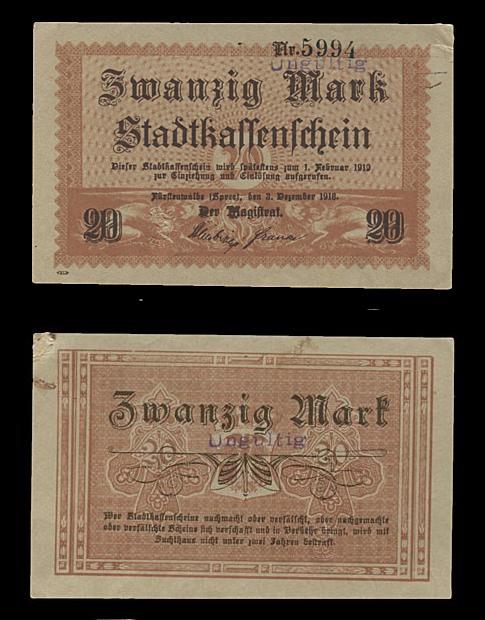 Nr. 5994
Ungültig
Zwanzig Mark
Stadtkassenschein
Dieser Stadtkassenschein wird spätestens zum 1. Februar 1919
zur Einziehung und Einlösung aufgerufen.
Fürstenwalde (Spree), den 3. Dezember 1918.
Der Magistrat.
20 20
Zwanzig Mark
Ungültig
20 20
Wer Stadtkassenscheine nachmacht oder verfälscht, oder nachgemachte
oder verfälschte Scheine sich verschafft und in Verkehr bringt, wird mit
Zuchthaus nicht unter zwei Jahren bestraft.